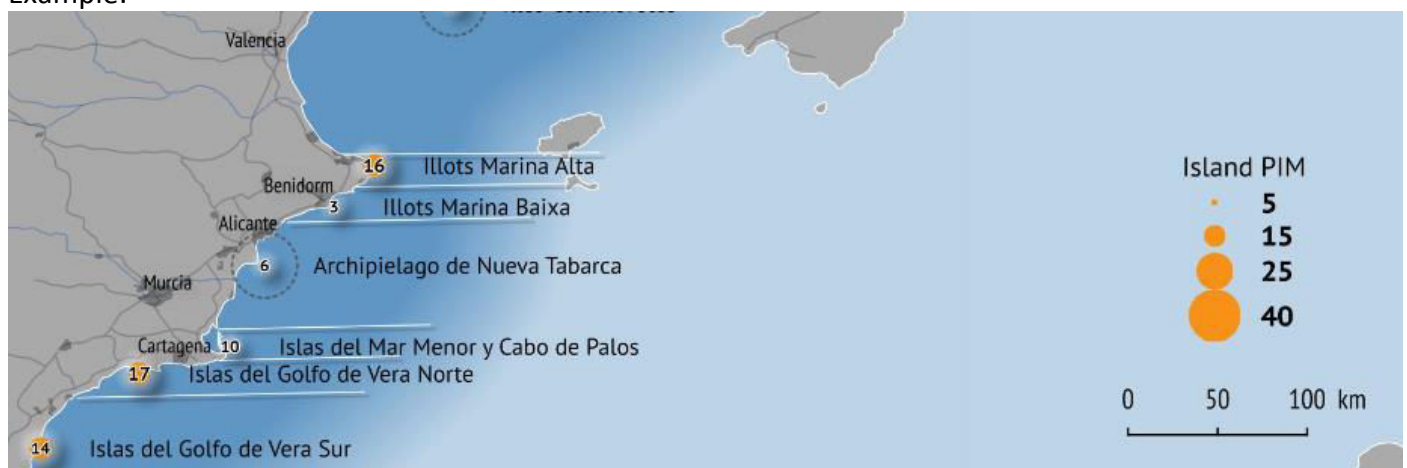 Valencia
16 Illots Marina Alta
Benidorm
3 Illots Marina Baixa
Alicante
6 Archipielago de Nueva Tabarca
Murcia
Cartagena 10 Islas del Mar Menor y Cabo de Palos
17 Islas del Golfo de Vera Norte
14 Islas del Golfo de Vera Sur
Island PIM
5
15
25
40
0 50 100 km